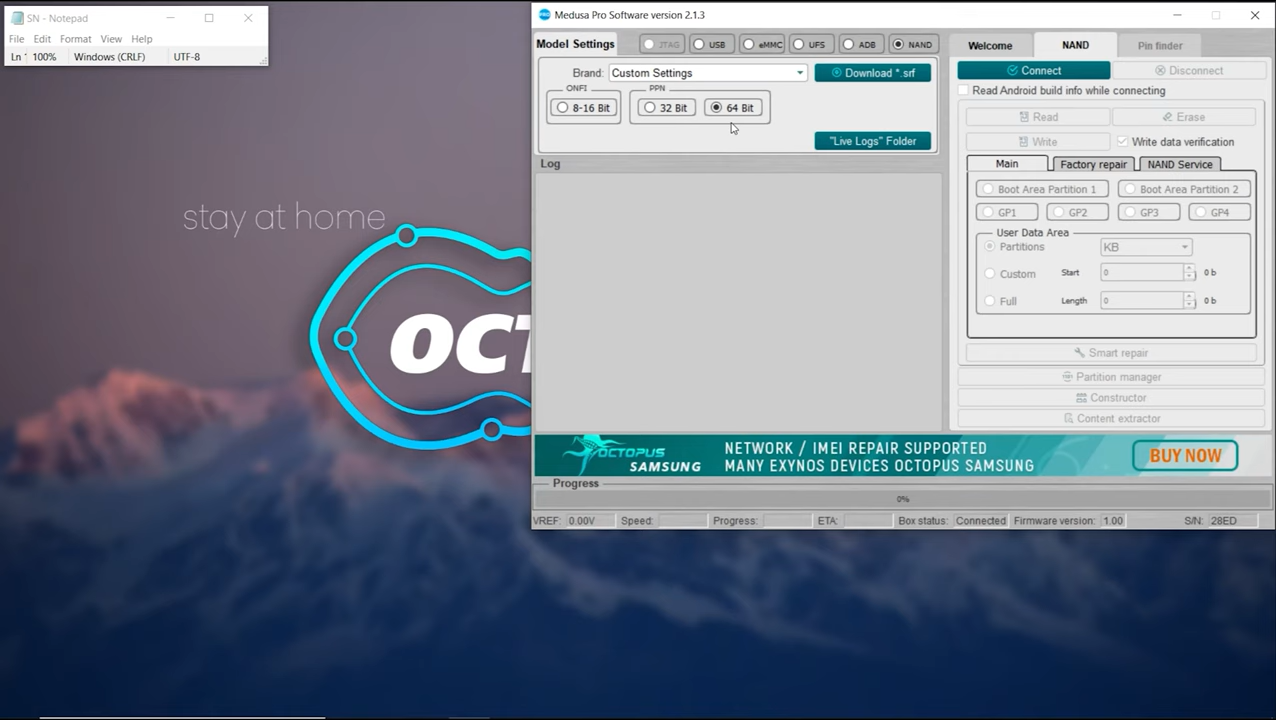 SN - Notepad
File Edit Format View Help
Ln 100% Windows (CRLF) UTF-8
stay at home
OCT
Medusa Pro Software version 2.1.3
Model Settings JTAG USB eMMC UFS ADB NAND
Brand: Custom Settings Download *.srf
ONFI PPN
8-16 Bit 32 Bit 64 Bit
"Live Logs" Folder
Log
Welcome NAND Pin finder
Connect Disconnect
Read Android build info while connecting
Read Erase
Write Write data verification
Main Factory repair NAND Service
Boot Area Partition 1 Boot Area Partition 2
GP1 GP2 GP3 GP4
User Data Area
Partitions KB
Custom Start 0 0 b
Full Length 0 0 b
Smart repair
Partition manager
Constructor
Content extractor
OCTOPUS SAMSUNG
NETWORK / IMEI REPAIR SUPPORTED
MANY EXYNOS DEVICES OCTOPUS SAMSUNG
BUY NOW
Progress
0%
VREF: 0.00V Speed: Progress: ETA: Box status: Connected Firmware version: 1.00 S/N: 28ED